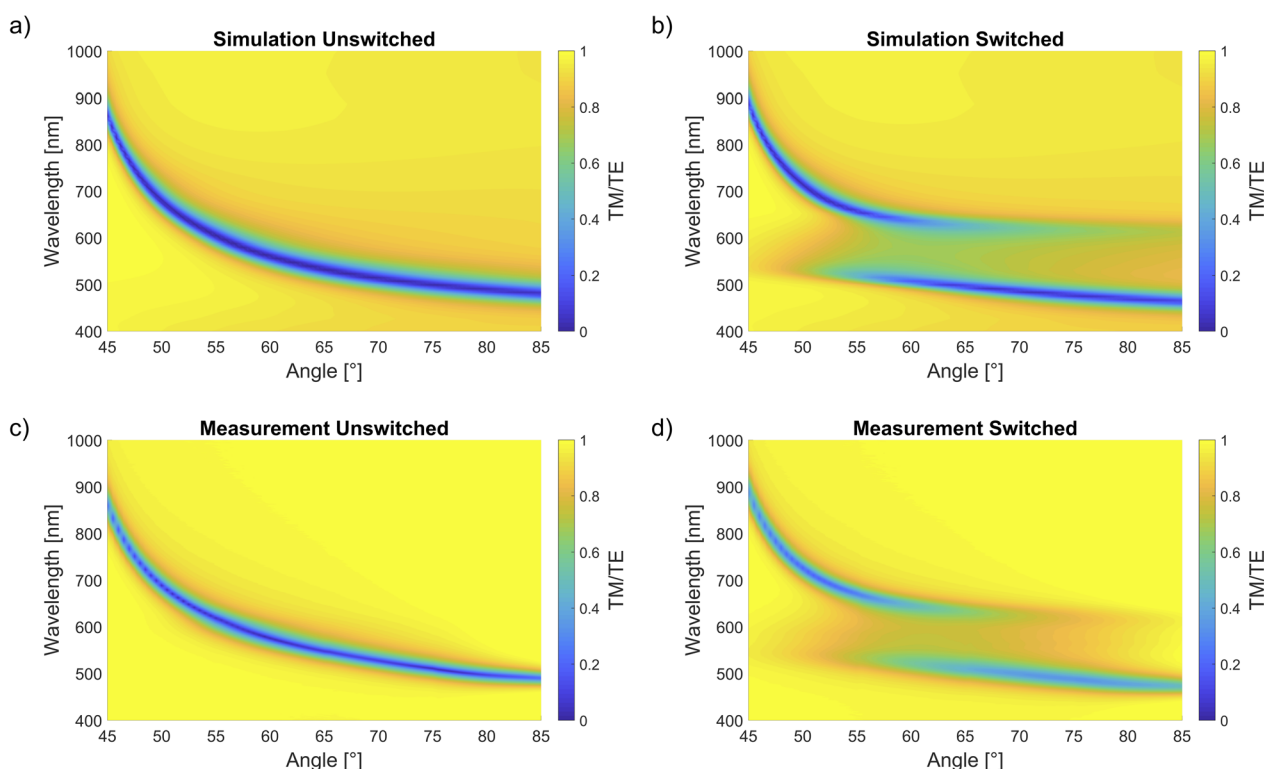 a)
Simulation Unswitched
1000
900
800
700
600
500
400
Wavelength [nm]
45 50 55 60 65 70 75 80 85
Angle [°]
1
0.8
0.6
0.4
0.2
0
TM/TE
b)
Simulation Switched
1000
900
800
700
600
500
400
Wavelength [nm]
45 50 55 60 65 70 75 80 85
Angle [°]
1
0.8
0.6
0.4
0.2
0
TM/TE
c)
Measurement Unswitched
1000
900
800
700
600
500
400
Wavelength [nm]
45 50 55 60 65 70 75 80 85
Angle [°]
1
0.8
0.6
0.4
0.2
0
TM/TE
d)
Measurement Switched
1000
900
800
700
600
500
400
Wavelength [nm]
45 50 55 60 65 70 75 80 85
Angle [°]
1
0.8
0.6
0.4
0.2
0
TM/TE